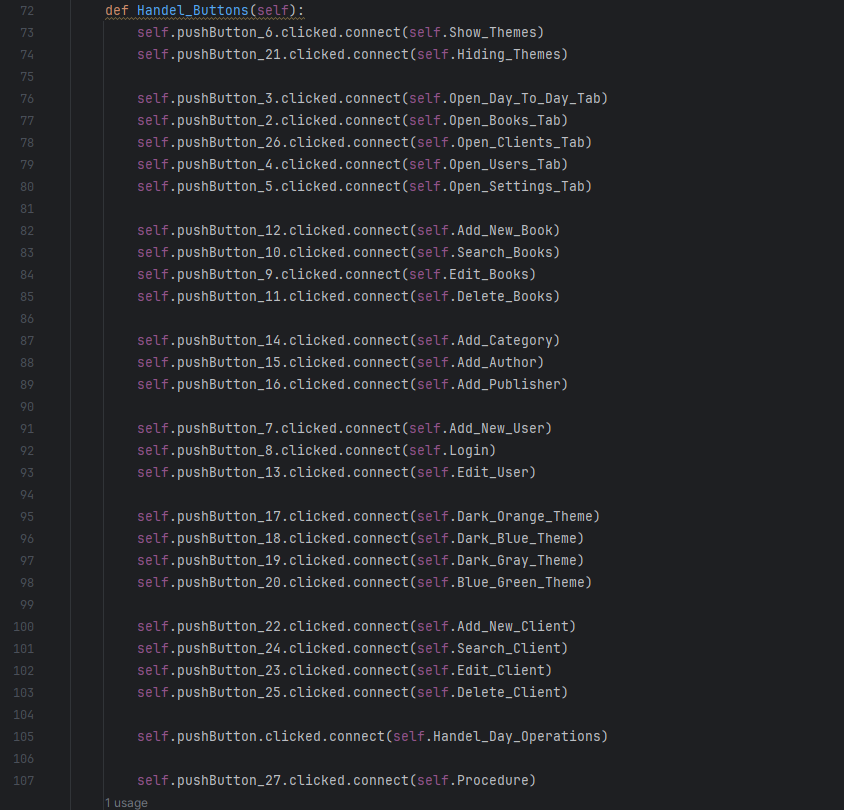 72 def Handel_Buttons(self):
73 self.pushButton_6.clicked.connect(self.Show_Themes)
74 self.pushButton_21.clicked.connect(self.Hiding_Themes)
75
76 self.pushButton_3.clicked.connect(self.Open_Day_To_Day_Tab)
77 self.pushButton_2.clicked.connect(self.Open_Books_Tab)
78 self.pushButton_26.clicked.connect(self.Open_Clients_Tab)
79 self.pushButton_4.clicked.connect(self.Open_Users_Tab)
80 self.pushButton_5.clicked.connect(self.Open_Settings_Tab)
81
82 self.pushButton_12.clicked.connect(self.Add_New_Book)
83 self.pushButton_10.clicked.connect(self.Search_Books)
84 self.pushButton_9.clicked.connect(self.Edit_Books)
85 self.pushButton_11.clicked.connect(self.Delete_Books)
86
87 self.pushButton_14.clicked.connect(self.Add_Category)
88 self.pushButton_15.clicked.connect(self.Add_Author)
89 self.pushButton_16.clicked.connect(self.Add_Publisher)
90
91 self.pushButton_7.clicked.connect(self.Add_New_User)
92 self.pushButton_8.clicked.connect(self.Login)
93 self.pushButton_13.clicked.connect(self.Edit_User)
94
95 self.pushButton_17.clicked.connect(self.Dark_Orange_Theme)
96 self.pushButton_18.clicked.connect(self.Dark_Blue_Theme)
97 self.pushButton_19.clicked.connect(self.Dark_Gray_Theme)
98 self.pushButton_20.clicked.connect(self.Blue_Green_Theme)
99
100 self.pushButton_22.clicked.connect(self.Add_New_Client)
101 self.pushButton_24.clicked.connect(self.Search_Client)
102 self.pushButton_23.clicked.connect(self.Edit_Client)
103 self.pushButton_25.clicked.connect(self.Delete_Client)
104
105 self.pushButton.clicked.connect(self.Handel_Day_Operations)
106
107 self.pushButton_27.clicked.connect(self.Procedure)
1 usage